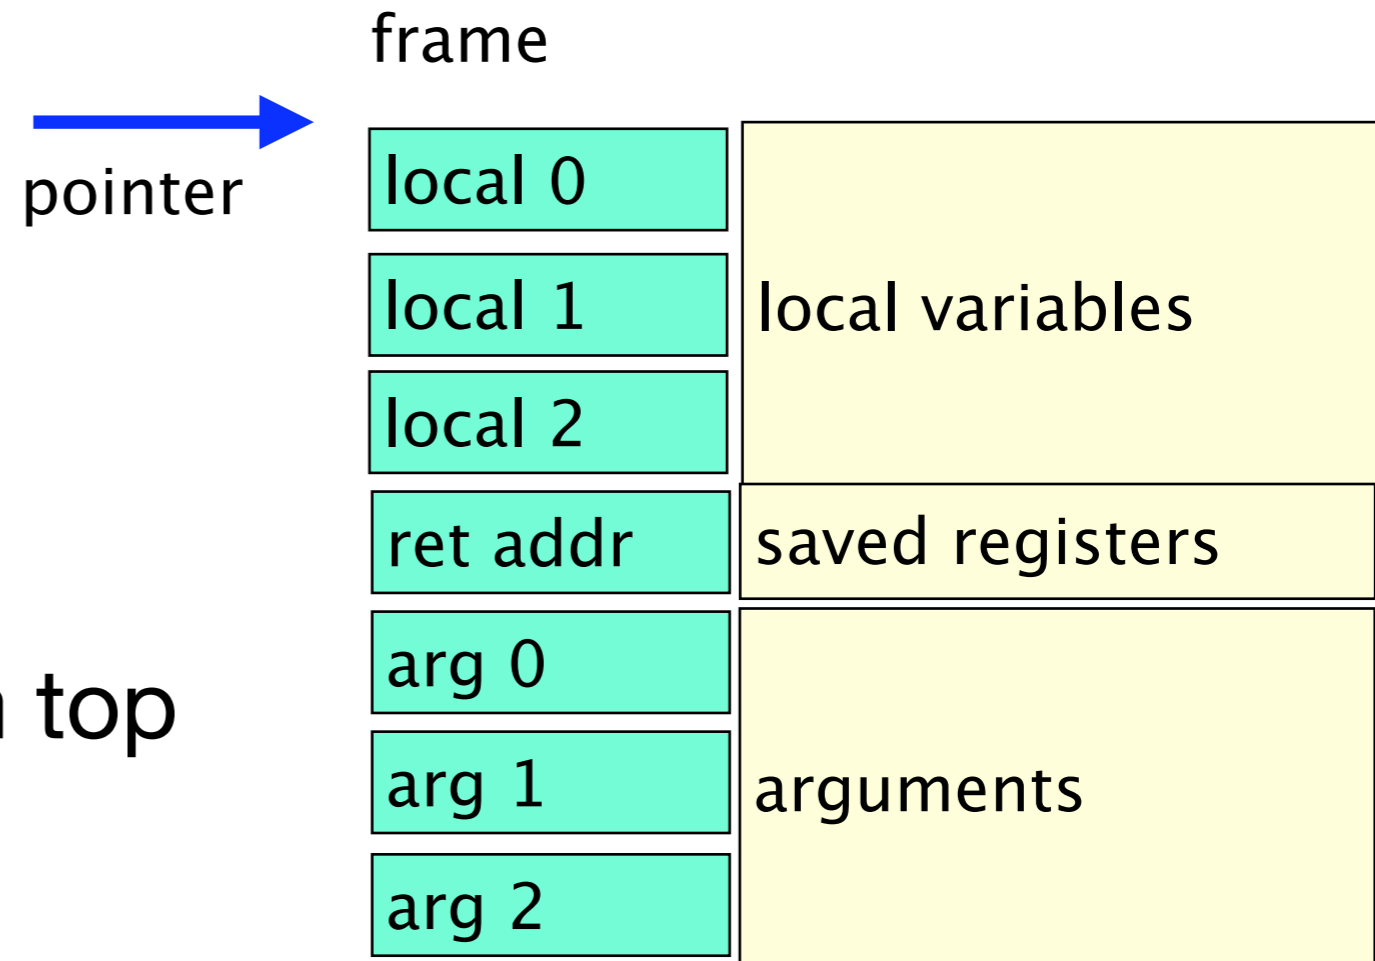 frame
pointer
local 0
local 1
local 2
ret addr
arg 0
arg 1
arg 2
local variables
saved registers
arguments
top